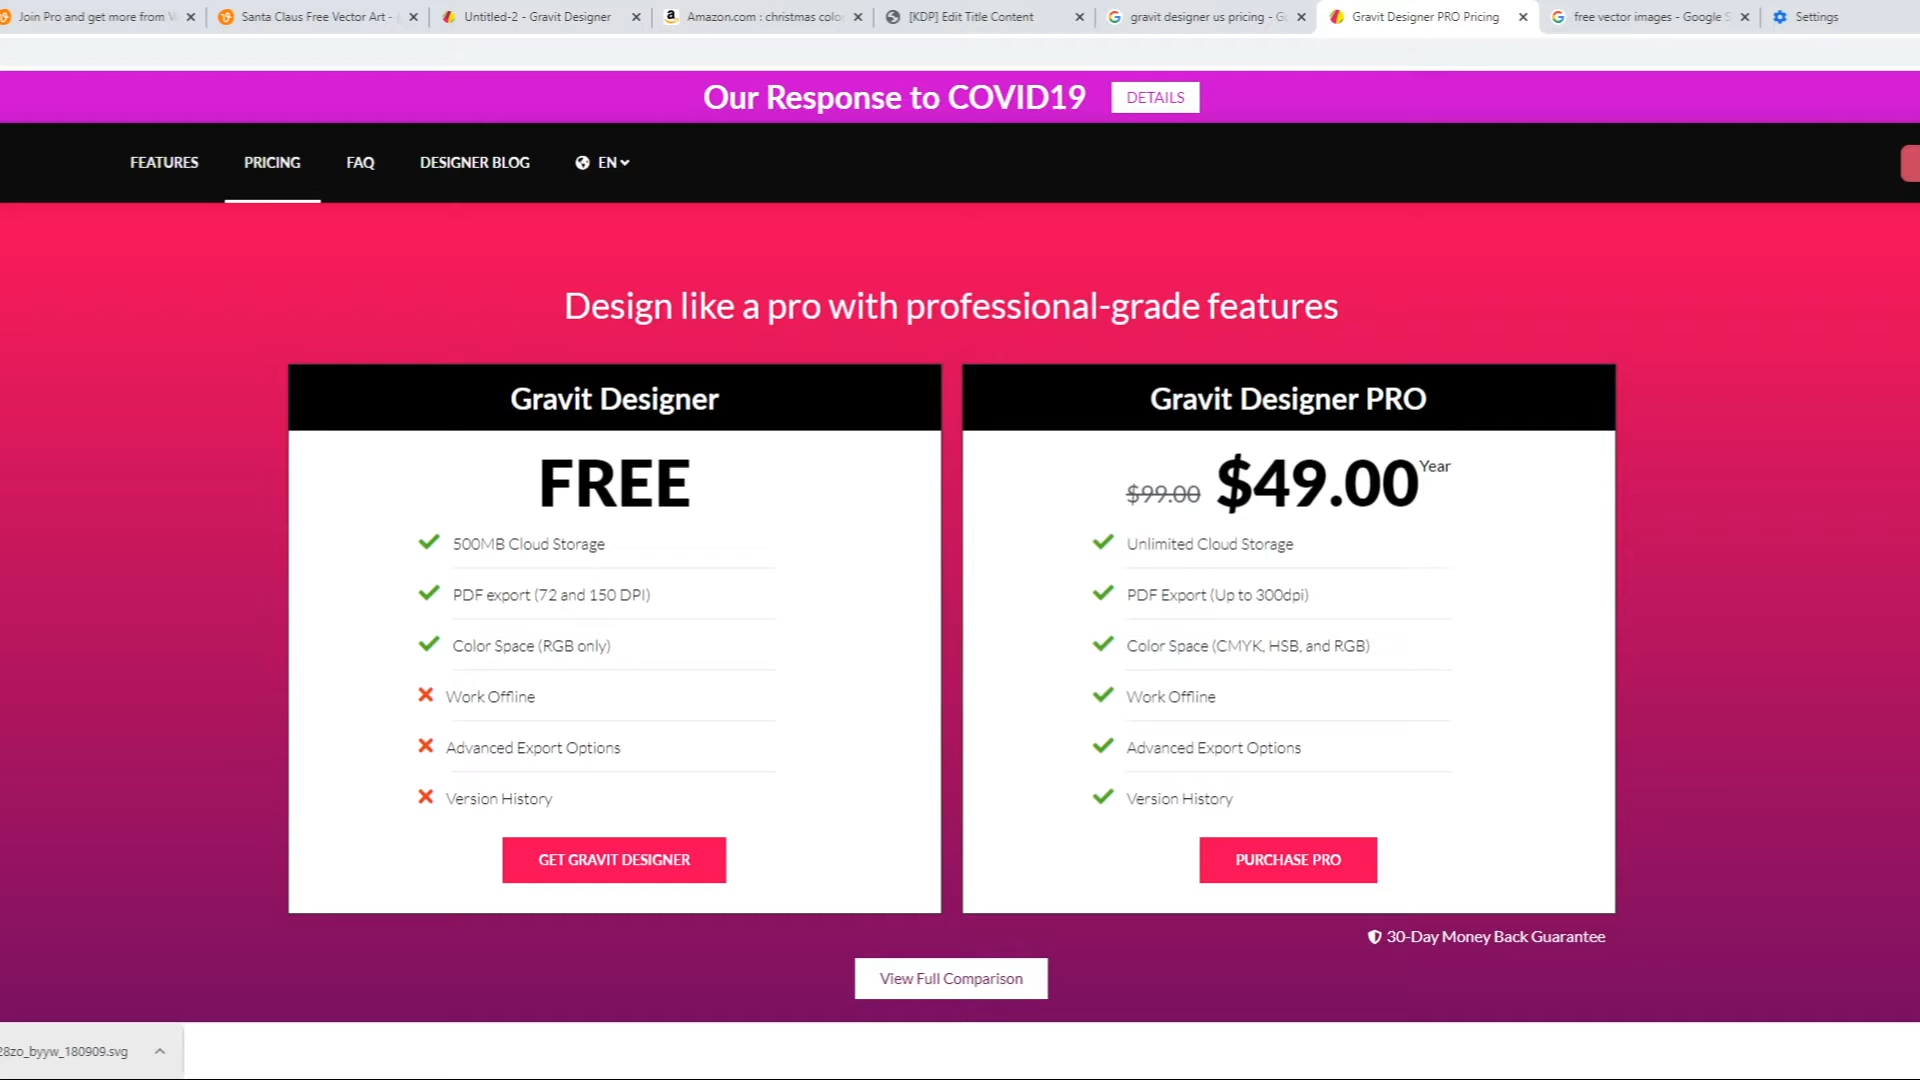 Join Pro and get more from V
Santa Claus Free Vector Art -
Untitled-2 - Gravit Designer
Amazon.com : christmas colo
[KDP] Edit Title Content
gravit designer us pricing - Go
Gravit Designer PRO Pricing
free vector images - Google S
Settings
Our Response to COVID19
DETAILS
FEATURES
PRICING
FAQ
DESIGNER BLOG
EN
Design like a pro with professional-grade features
Gravit Designer
FREE
500MB Cloud Storage
PDF export (72 and 150 DPI)
Color Space (RGB only)
Work Offline
Advanced Export Options
Version History
GET GRAVIT DESIGNER
Gravit Designer PRO
$99.00 $49.00 Year
Unlimited Cloud Storage
PDF Export (Up to 300dpi)
Color Space (CMYK, HSB, and RGB)
Work Offline
Advanced Export Options
Version History
PURCHASE PRO
30-Day Money Back Guarantee
View Full Comparison
28zo_byyw_180909.svg